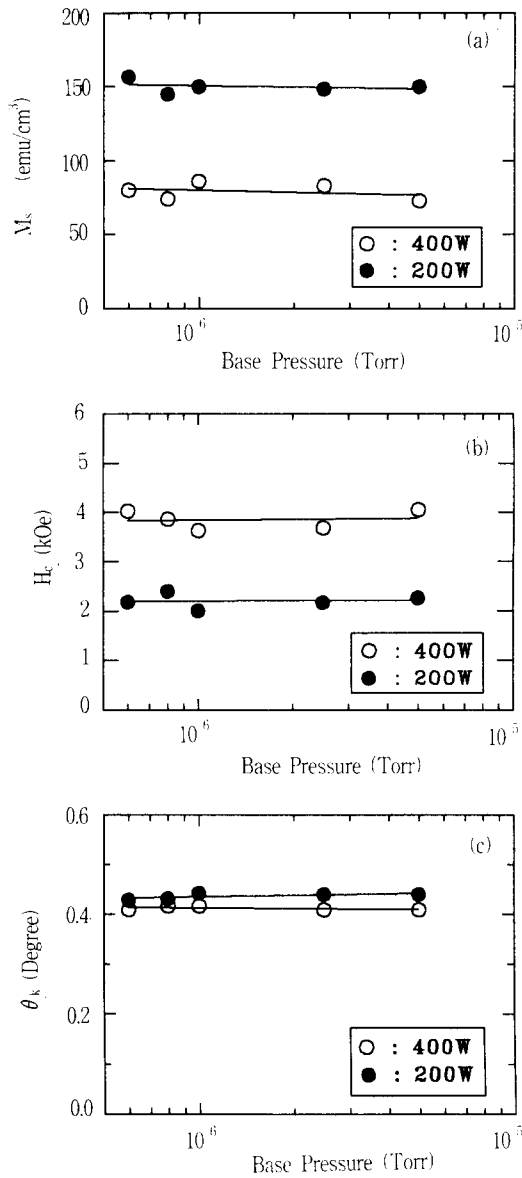 (a)
200
150
100
50
0
Mₛ (emu/cm³)
○ : 400W
● : 200W
10⁻⁶
10⁻⁵
Base Pressure (Torr)
(b)
6
5
4
3
2
1
0
H꜀ (kOe)
○ : 400W
● : 200W
10⁻⁶
10⁻⁵
Base Pressure (Torr)
(c)
0.6
0.4
0.2
0.0
θₖ (Degree)
○ : 400W
● : 200W
10⁻⁶
10⁻⁵
Base Pressure (Torr)